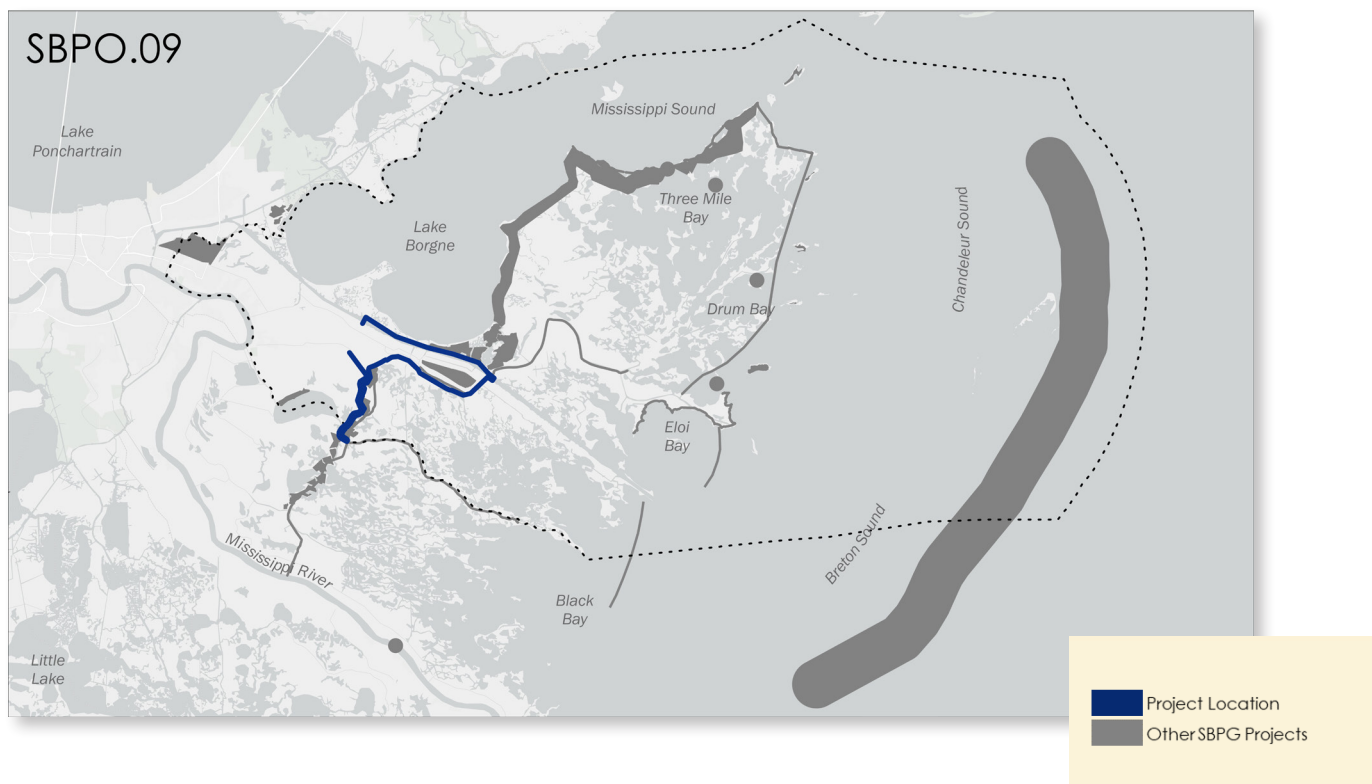 SBPO.09
Mississippi Sound
Lake
Ponchartrain
Three Mile
Bay
Lake
Borgne
Chandeleur Sound
Drum Bay
Eloi
Bay
Mississippi River
Breton Sound
Black
Bay
Little
Lake
Project Location
Other SBPG Projects